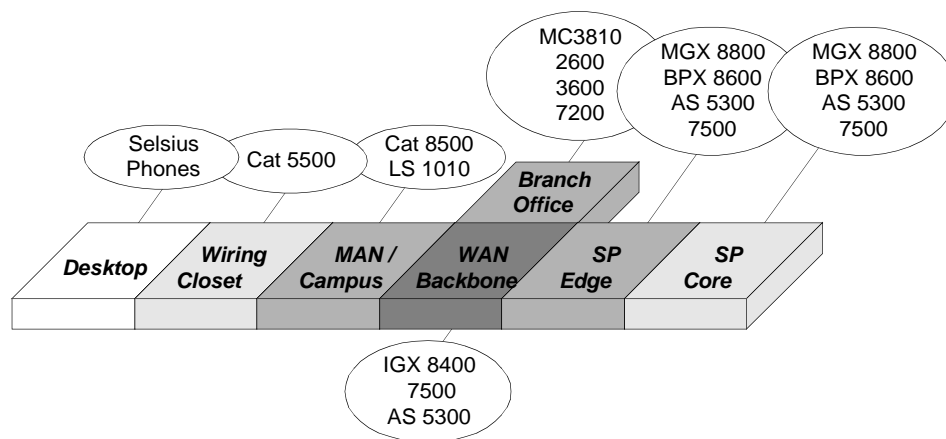 MC3810
2600
3600
7200
MGX 8800
BPX 8600
AS 5300
7500
MGX 8800
BPX 8600
AS 5300
7500
Selsius
Phones
Cat 5500
Cat 8500
LS 1010
Branch
Office
Desktop
Wiring
Closet
MAN /
Campus
WAN
Backbone
SP
Edge
SP
Core
IGX 8400
7500
AS 5300